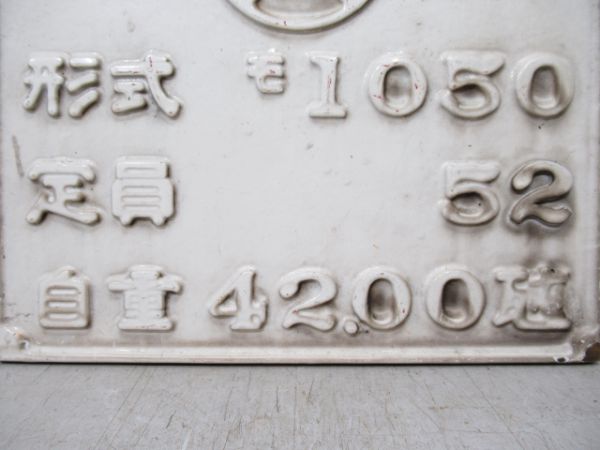 形式 モ1050
定員 52
自重 42.00瓲